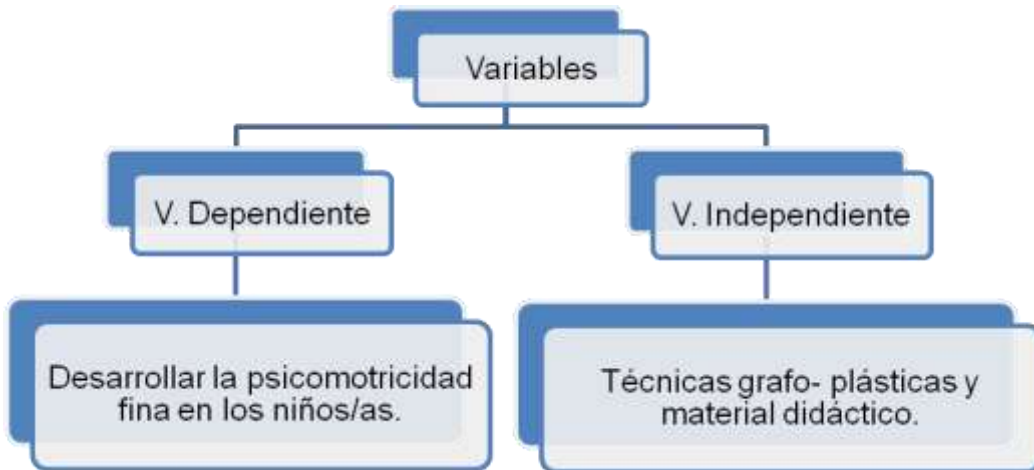 Variables
V. Dependiente
V. Independiente
Desarrollar la psicomotricidad
fina en los niños/as.
Técnicas grafo- plásticas y
material didáctico.